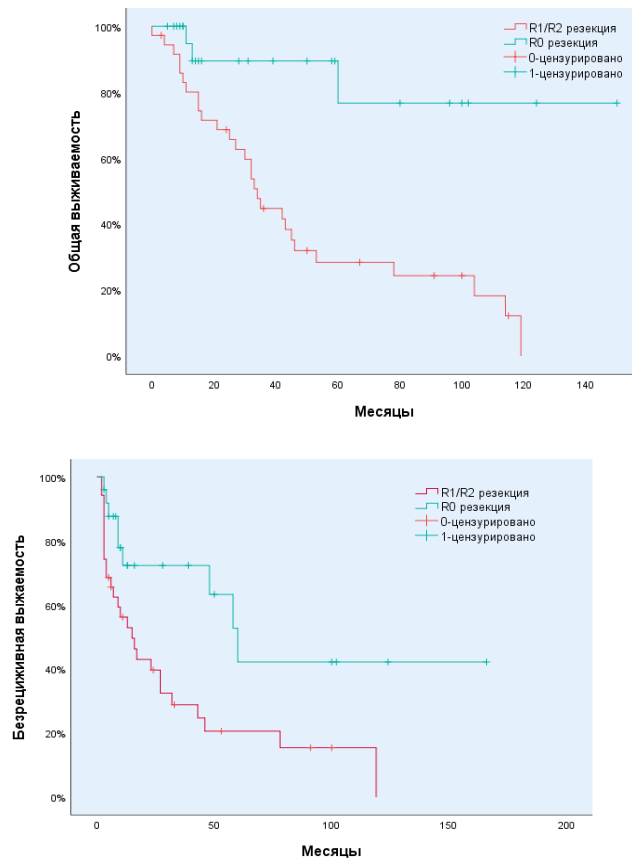 R1/R2 резекция
R0 резекция
0-цензурировано
1-цензурировано
100%
80%
60%
40%
20%
0%
Общая выживаемость
0 20 40 60 80 100 120 140
Месяцы
R1/R2 резекция
R0 резекция
0-цензурировано
1-цензурировано
100%
80%
60%
40%
20%
0%
Безрецизивная выжаемость
0 50 100 150 200
Месяцы